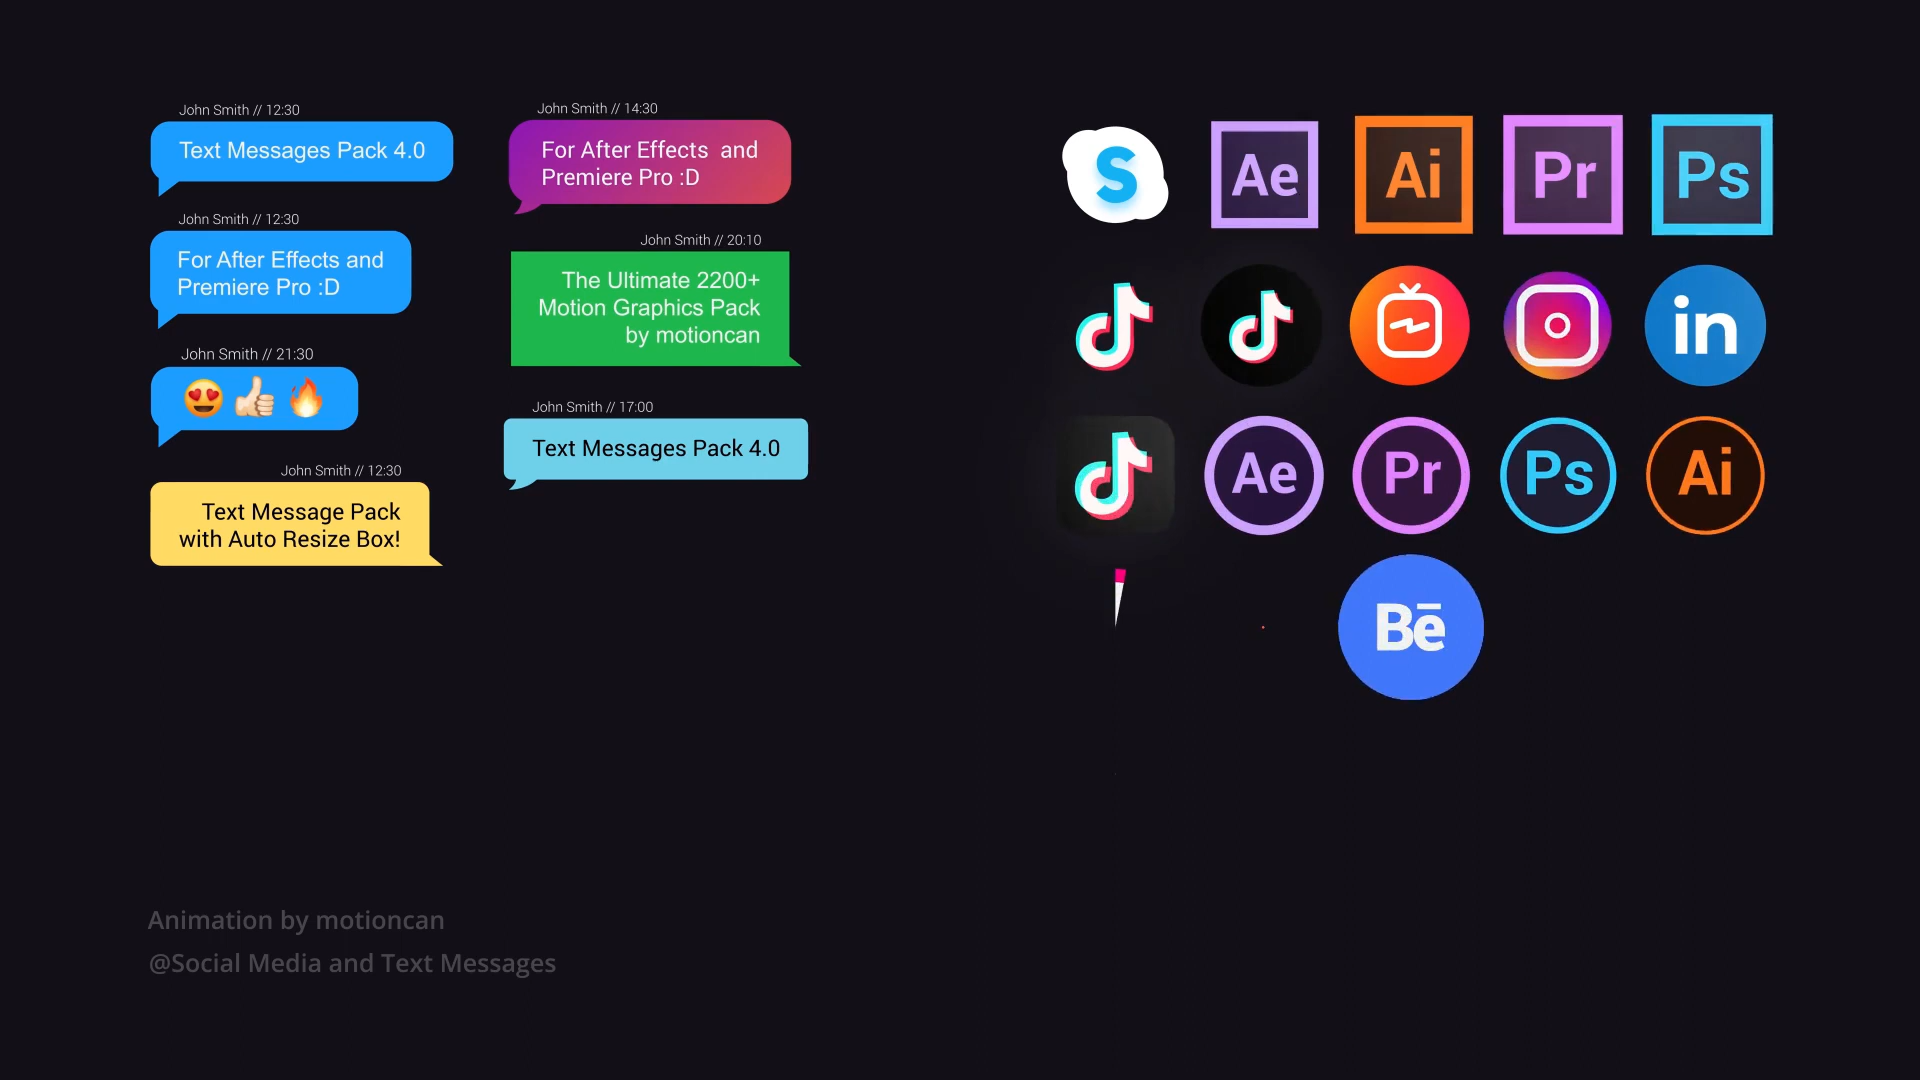 John Smith // 12:30
Text Messages Pack 4.0
John Smith // 12:30
For After Effects and
Premiere Pro :D
John Smith // 21:30
😍 👍🏻 🔥
John Smith // 12:30
Text Message Pack
with Auto Resize Box!
John Smith // 14:30
For After Effects  and
Premiere Pro :D
John Smith // 20:10
The Ultimate 2200+
Motion Graphics Pack
by motioncan
John Smith // 17:00
Text Messages Pack 4.0
S Ae Ai Pr Ps
in
Ae Pr Ps Ai
Bē
Animation by motioncan
@Social Media and Text Messages